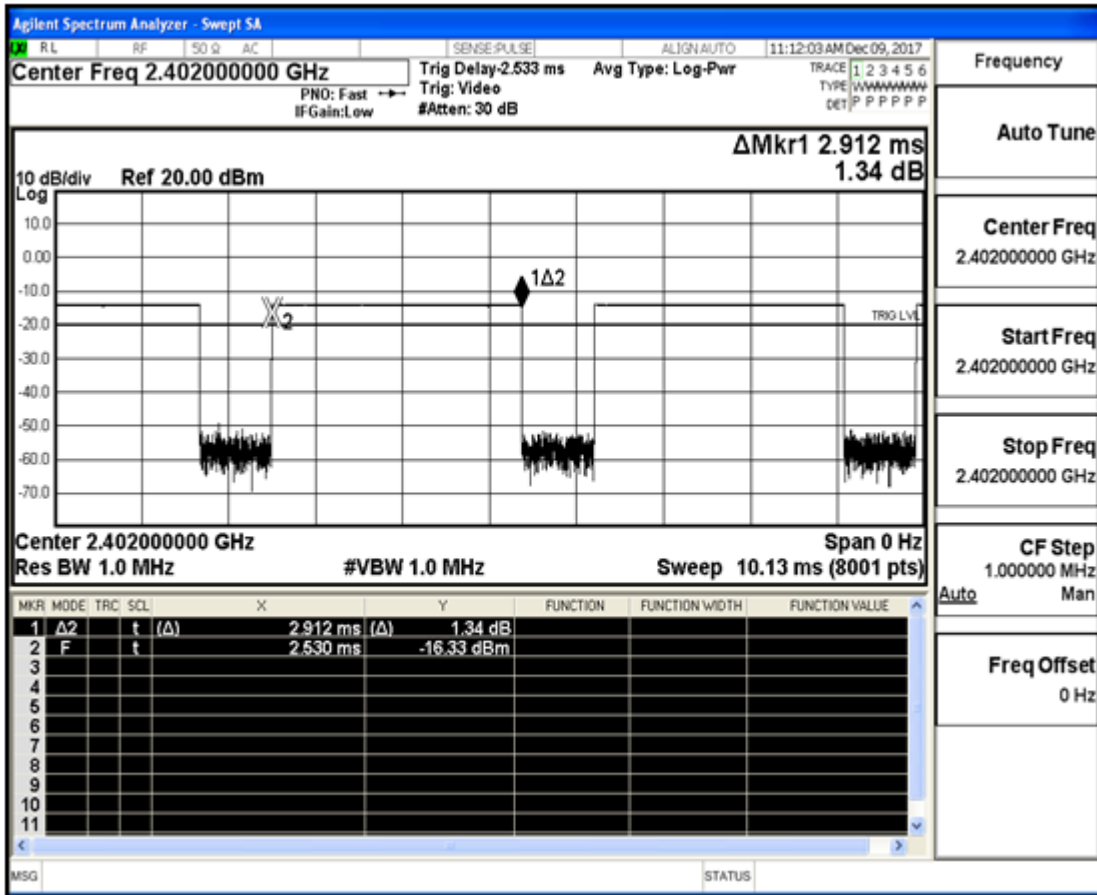 Agilent Spectrum Analyzer - Swept SA
RL RF 50 Ω AC SENSE:PULSE ALIGN AUTO 11:12:03 AM Dec 09, 2017
Center Freq 2.402000000 GHz
PNO: Fast
IFGain:Low
Trig Delay-2.533 ms
Trig: Video
#Atten: 30 dB
Avg Type: Log-Pwr
TRACE 1 2 3 4 5 6
TYPE WWWWWW
DET P P P P P P
ΔMkr1 2.912 ms
1.34 dB
10 dB/div Ref 20.00 dBm
Log
10.0
0.00
-10.0
-20.0
-30.0
-40.0
-50.0
-60.0
-70.0
1Δ2
2
TRIG LVL
Center 2.402000000 GHz Span 0 Hz
Res BW 1.0 MHz #VBW 1.0 MHz Sweep 10.13 ms (8001 pts)
MKR MODE TRC SCL X Y FUNCTION FUNCTION WIDTH FUNCTION VALUE
1 Δ2 t (Δ) 2.912 ms (Δ) 1.34 dB
2 F t 2.530 ms -16.33 dBm
3
4
5
6
7
8
9
10
11
MSG STATUS
Frequency
Auto Tune
Center Freq
2.402000000 GHz
Start Freq
2.402000000 GHz
Stop Freq
2.402000000 GHz
CF Step
1.000000 MHz
Auto Man
Freq Offset
0 Hz